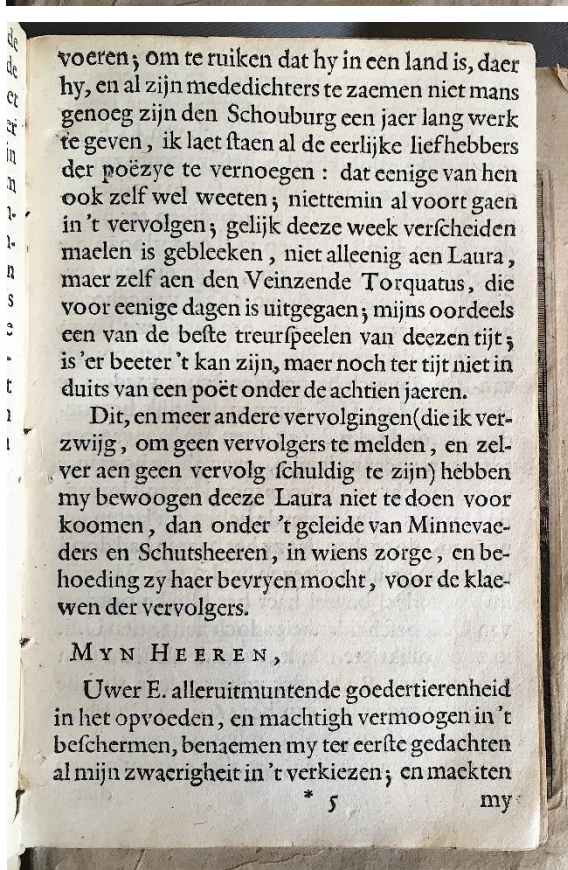 voeren; om te ruiken dat hy in een land is, daer
hy, en al zijn mededichters te zaemen niet mans
genoeg zijn den Schouburg een jaer lang werk
te geven, ik laet ſtaen al de eerlijke liefhebbers
der poëzye te vernoegen : dat eenige van hen
ook zelf wel weeten; niettemin al voort gaen
in 't vervolgen; gelijk deeze week verſcheiden
maelen is gebleeken, niet alleenig aen Laura,
maer zelf aen den Veinzende Torquatus, die
voor eenige dagen is uitgegaen; mijns oordeels
een van de beſte treurſpeelen van deezen tijt;
is 'er beeter 't kan zijn, maer noch ter tijt niet in
duits van een poët onder de achtien jaeren.
Dit, en meer andere vervolgingen (die ik ver-
zwijg, om geen vervolgers te melden, en zel-
ver aen geen vervolg ſchuldig te zijn) hebben
my bewoogen deeze Laura niet te doen voor
koomen, dan onder 't geleide van Minnevae-
ders en Schutsheeren, in wiens zorge, en be-
hoeding zy haer bevryen mocht, voor de klae-
wen der vervolgers.
MYN HEEREN,
Uwer E. alleruitmuntende goedertierenheid
in het opvoeden, en machtigh vermoogen in 't
beſchermen, benaemen my ter eerſte gedachten
al mijn zwaerigheit in 't verkiezen; en maekten
* 5 my